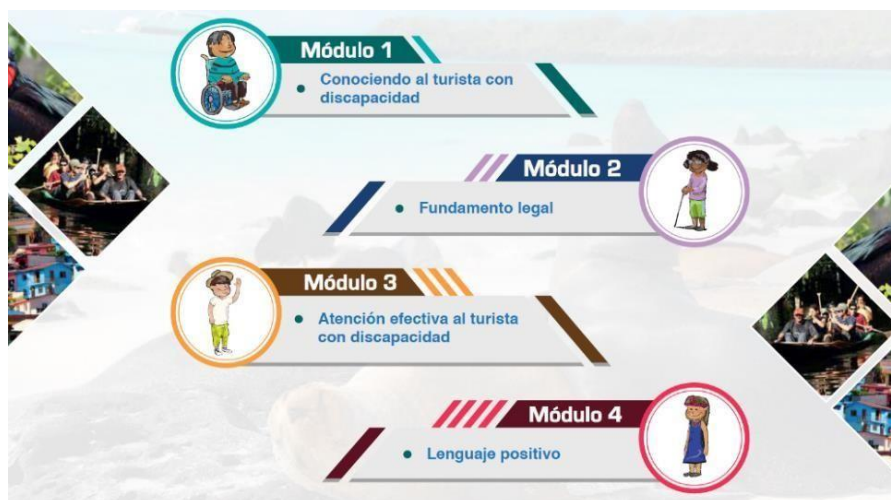 Módulo 1
• Conociendo al turista con
discapacidad
Módulo 2
• Fundamento legal
Módulo 3
• Atención efectiva al turista
con discapacidad
Módulo 4
• Lenguaje positivo